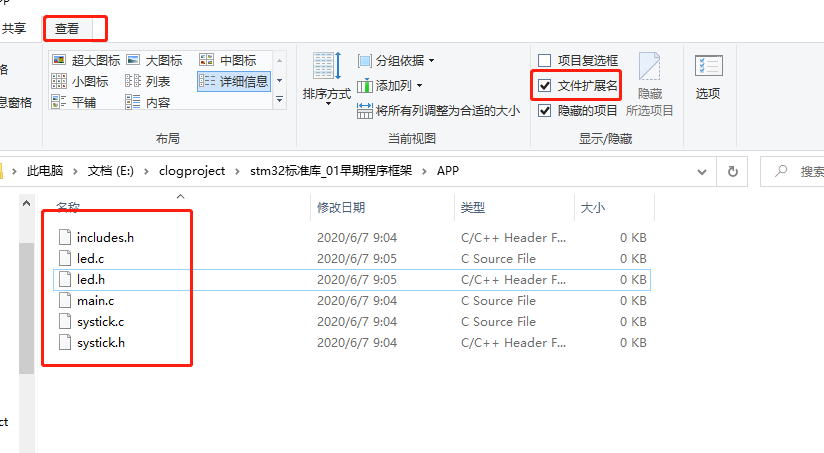 共享 查看
超大图标 大图标 中图标
小图标 列表 详细信息
平铺 内容
布局
排序方式
分组依据
添加列
将所有列调整为合适的大小
当前视图
项目复选框
文件扩展名
隐藏的项目
隐藏
所选项目
显示/隐藏
选项
息窗格
此电脑 文档 (E:) clogproject stm32标准库_01早期程序框架 APP
搜索
名称 修改日期 类型 大小
includes.h 2020/6/7 9:04 C/C++ Header F... 0 KB
led.c 2020/6/7 9:05 C Source File 0 KB
led.h 2020/6/7 9:05 C/C++ Header F... 0 KB
main.c 2020/6/7 9:04 C Source File 0 KB
systick.c 2020/6/7 9:04 C Source File 0 KB
systick.h 2020/6/7 9:04 C/C++ Header F... 0 KB
ct